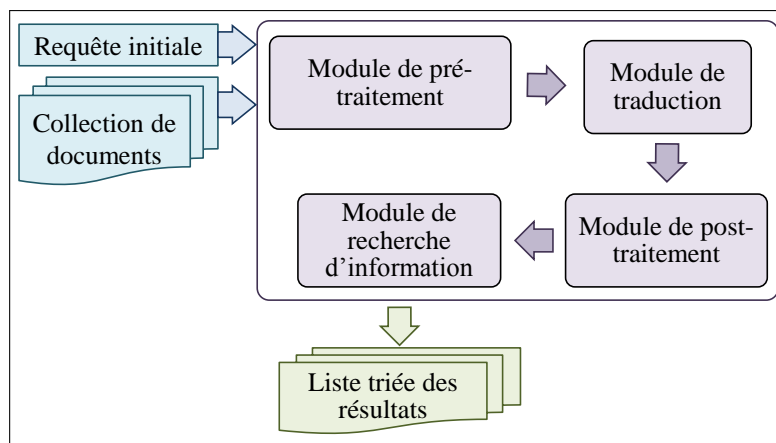 Requête initiale
Collection de
documents
Module de pré-
traitement
Module de
traduction
Module de post-
traitement
Module de
recherche
d’information
Liste triée des
résultats